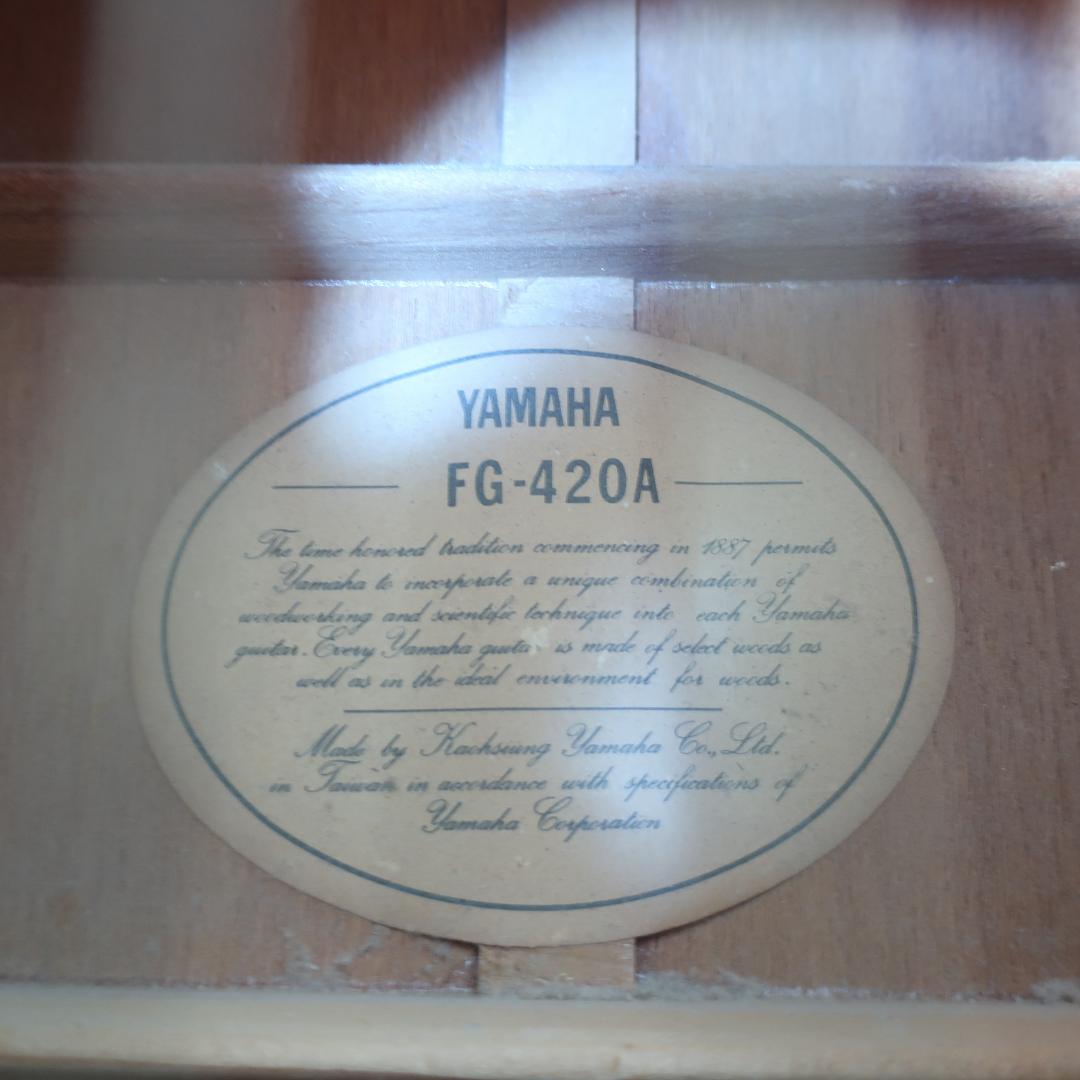 YAMAHA
FG-420A
The time honored tradition commencing in 1887 permits
Yamaha to incorporate a unique combination of
woodworking and scientific technique into each Yamaha
guitar. Every Yamaha guita is made of select woods as
well as in the ideal environment for woods.
Made by Kaohsiung Yamaha Co., Ltd.
in Taiwan in accordance with specifications of
Yamaha Corporation